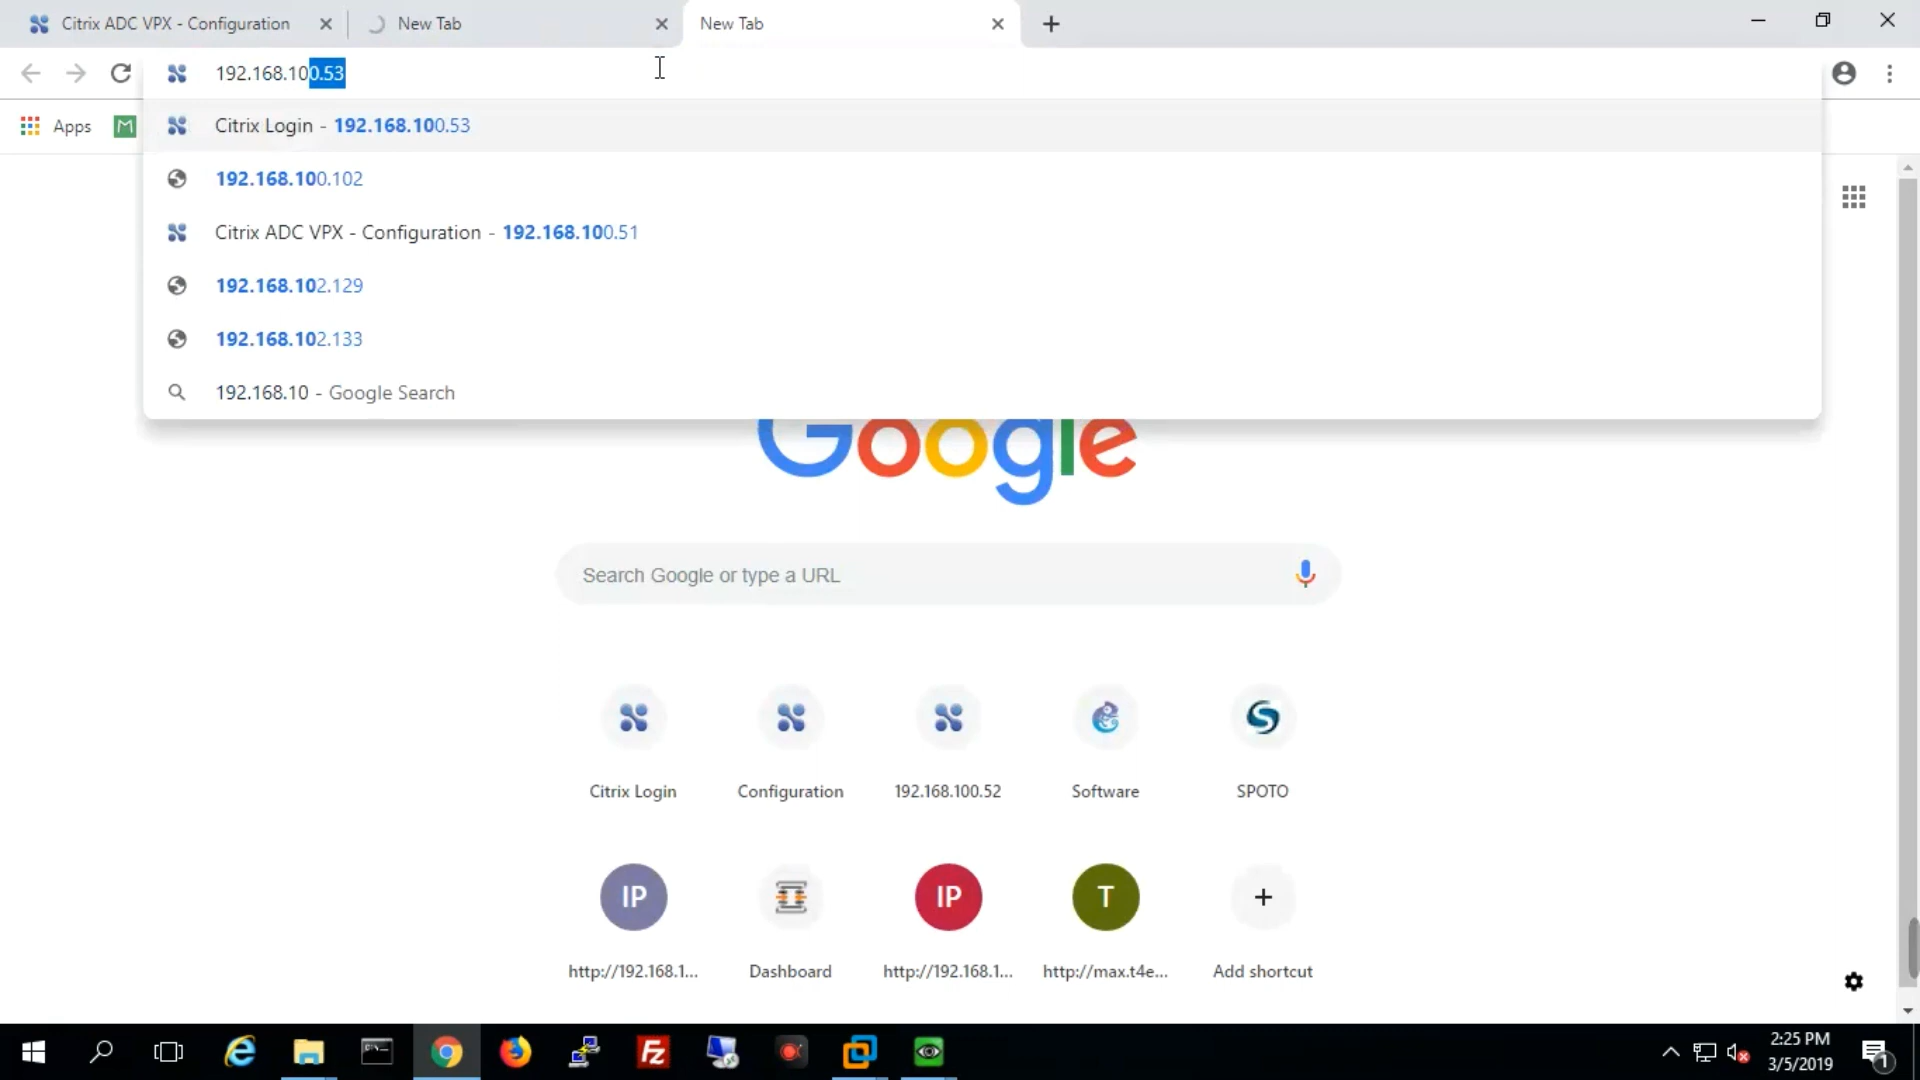 Citrix ADC VPX - Configuration
New Tab
New Tab
192.168.100.53
Apps
M
Citrix Login - 192.168.100.53
192.168.100.102
Citrix ADC VPX - Configuration - 192.168.100.51
192.168.102.129
192.168.102.133
192.168.10 - Google Search
Google
Search Google or type a URL
Citrix Login
Configuration
192.168.100.52
Software
SPOTO
IP
IP
T
http://192.168.1...
Dashboard
http://192.168.1...
http://max.t4e...
Add shortcut
2:25 PM
3/5/2019
1